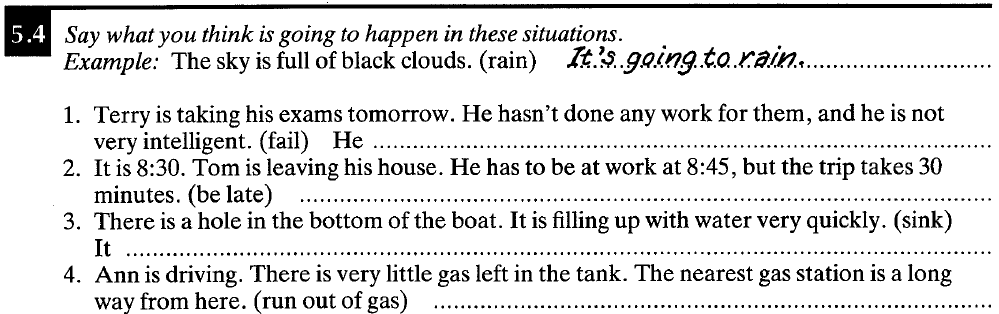 5.4 Say what you think is going to happen in these situations.
Example: The sky is full of black clouds. (rain) It's going to rain.
1. Terry is taking his exams tomorrow. He hasn't done any work for them, and he is not
very intelligent. (fail) He
2. It is 8:30. Tom is leaving his house. He has to be at work at 8:45, but the trip takes 30
minutes. (be late)
3. There is a hole in the bottom of the boat. It is filling up with water very quickly. (sink)
It
4. Ann is driving. There is very little gas left in the tank. The nearest gas station is a long
way from here. (run out of gas)